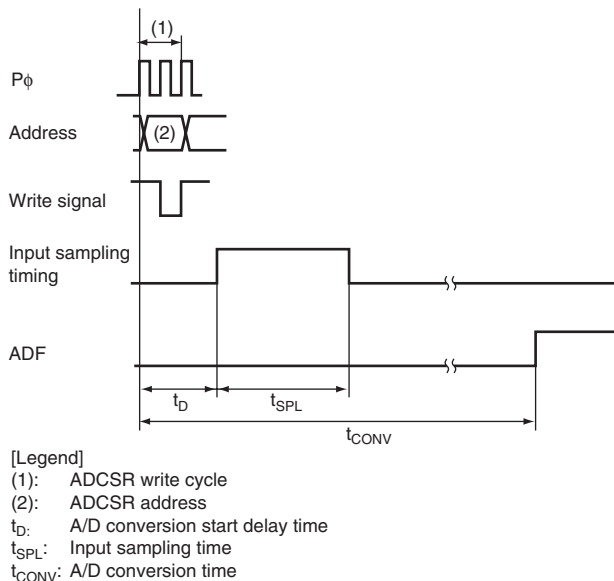 (1)
Pϕ
Address
(2)
Write signal
Input sampling
timing
ADF
tD
tSPL
tCONV
[Legend]
(1): ADCSR write cycle
(2): ADCSR address
tD: A/D conversion start delay time
tSPL: Input sampling time
tCONV: A/D conversion time